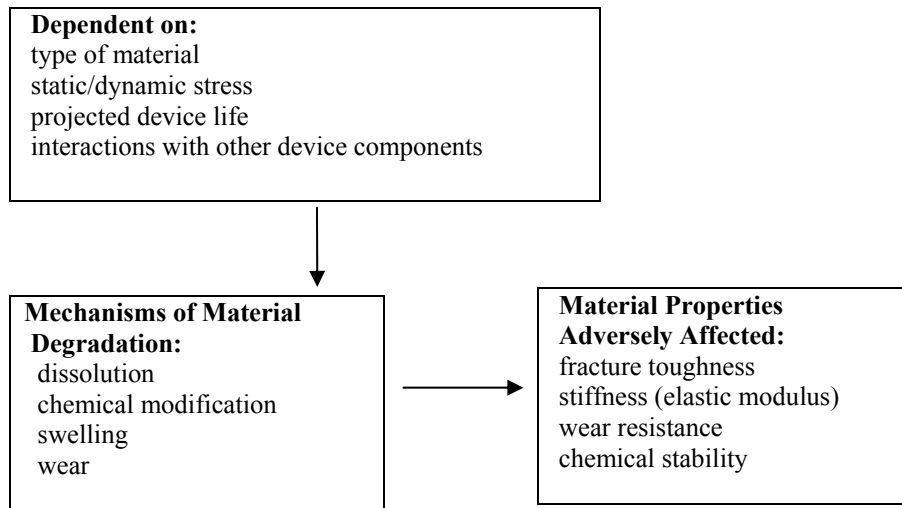 Dependent on:
type of material
static/dynamic stress
projected device life
interactions with other device components
Mechanisms of Material
Degradation:
dissolution
chemical modification
swelling
wear
Material Properties
Adversely Affected:
fracture toughness
stiffness (elastic modulus)
wear resistance
chemical stability